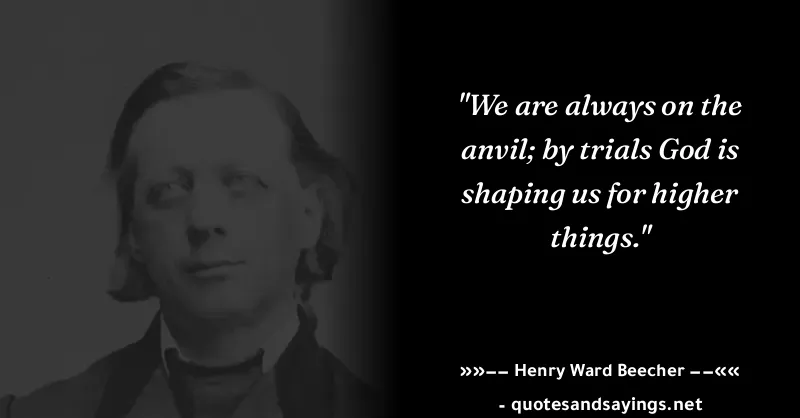 "We are always on the
anvil; by trials God is
shaping us for higher
things."
»»–– Henry Ward Beecher ––««
- quotesandsayings.net